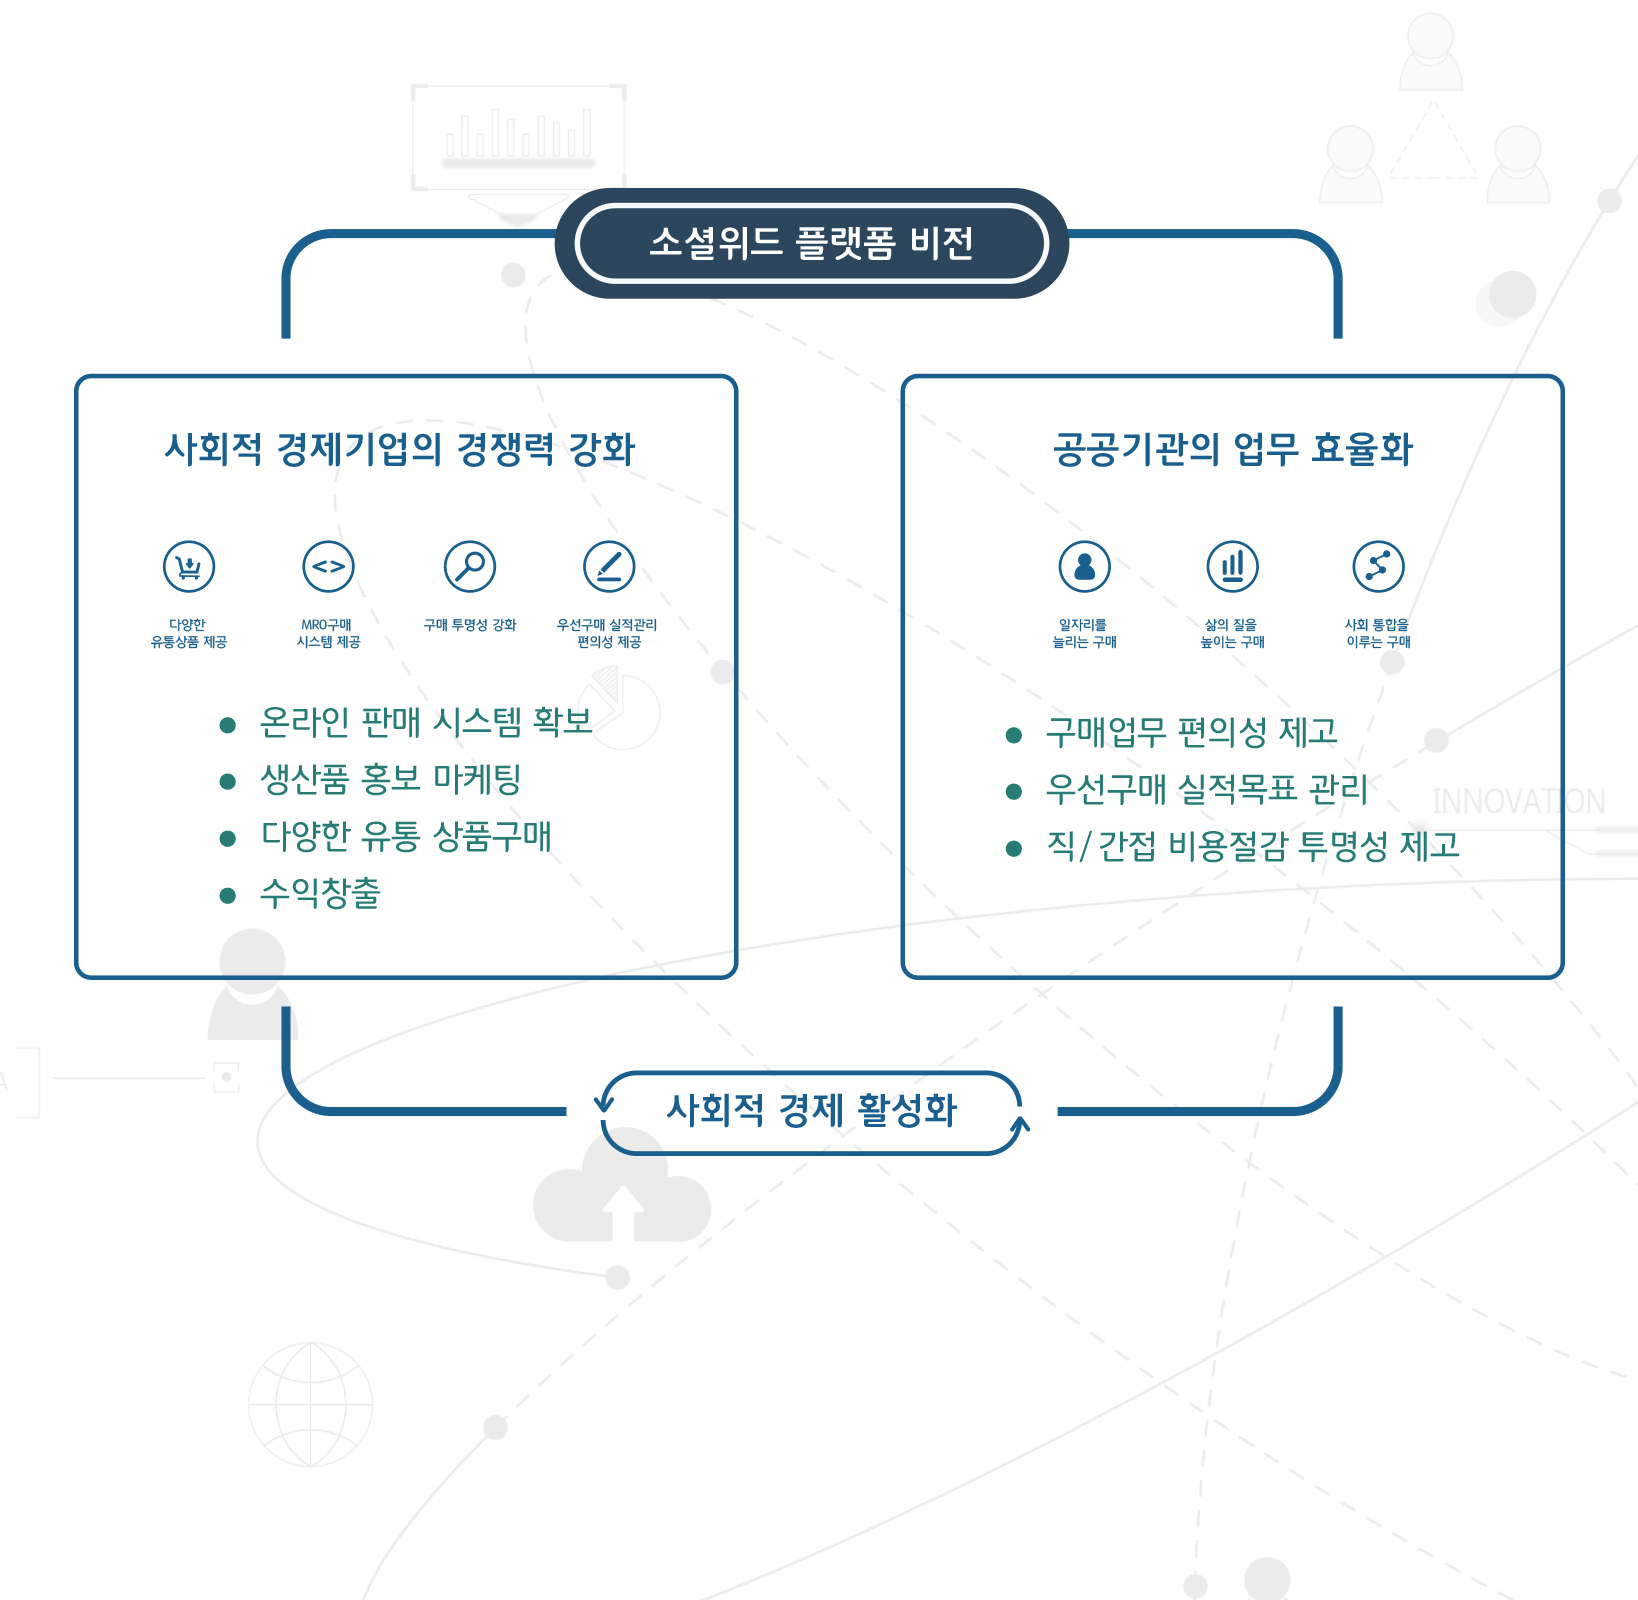 소셜위드 플랫폼 비전
사회적 경제기업의 경쟁력 강화
다양한
유통상품 제공
MRO구매
시스템 제공
구매 투명성 강화
우선구매 실적관리
편의성 제공
온라인 판매 시스템 확보
생산품 홍보 마케팅
다양한 유통 상품구매
수익창출
공공기관의 업무 효율화
일자리를
늘리는 구매
삶의 질을
높이는 구매
사회 통합을
이루는 구매
구매업무 편의성 제고
우선구매 실적목표 관리
직/간접 비용절감 투명성 제고
INNOVATION
사회적 경제 활성화